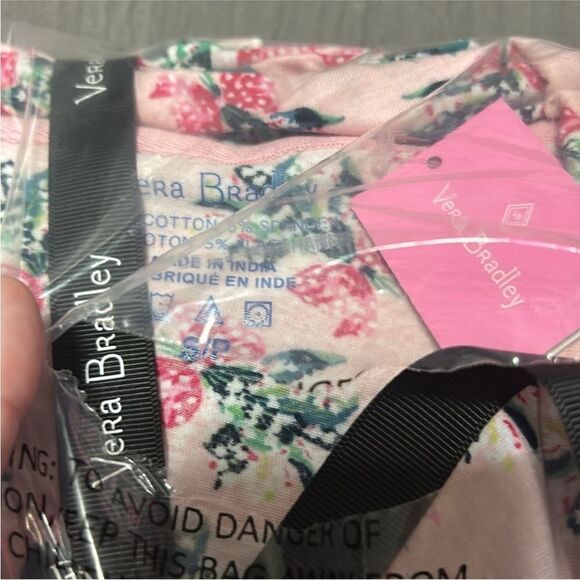 Vera
Vera Bradley
Vera Bradley
Vera Bradley
COTTON
MADE IN INDIA
FABRIQUÉ EN INDE
S/P
TO AVOID DANGER OF
KEEP THIS BAG AWAY FROM